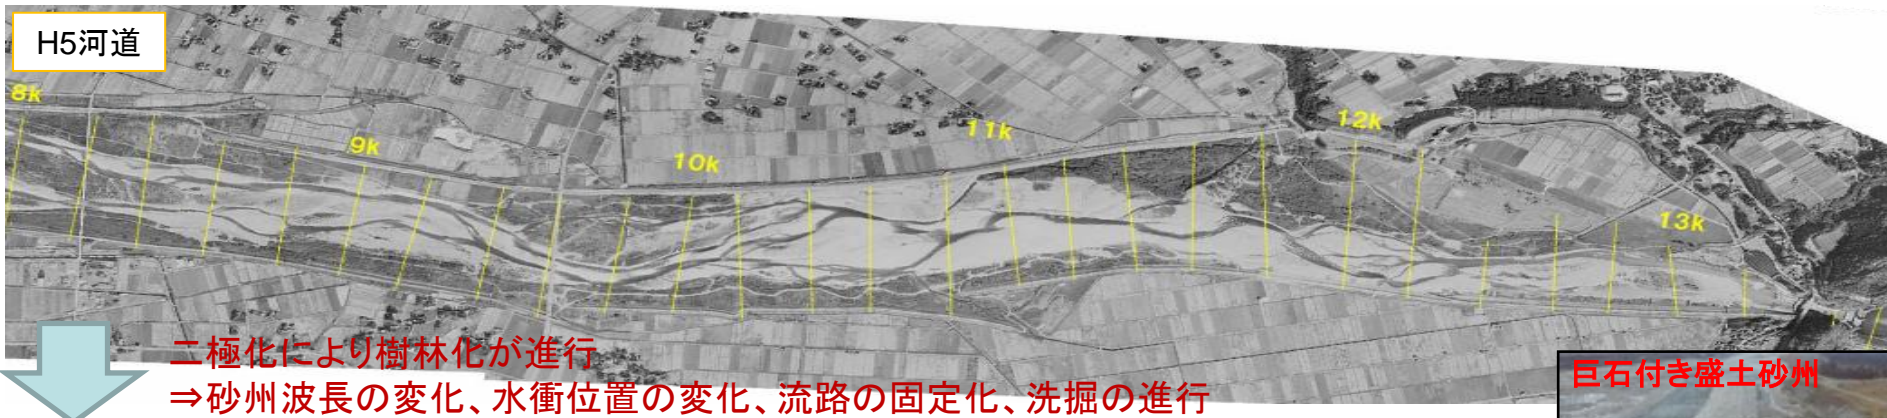 H5河道
8k
9k
10k
11k
12k
13k
二極化により樹林化が進行
⇒砂州波長の変化、水衝位置の変化、流路の固定化、洗掘の進行
巨石付き盛土砂州